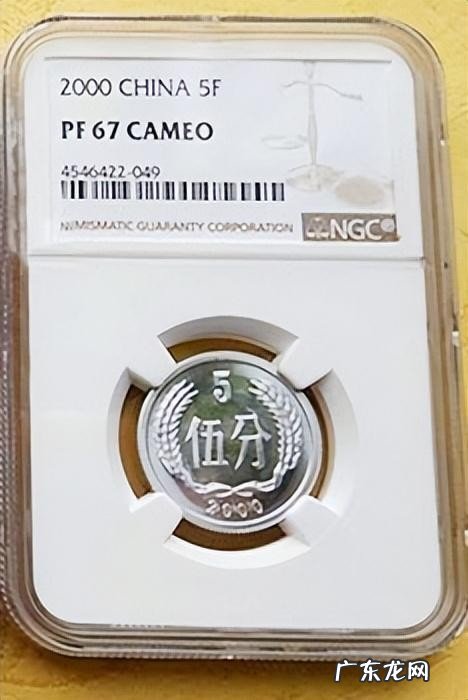 2000 CHINA 5F
PF 67 CAMEO
4546422-049
NUMISMATIC GUARANTY CORPORATION
NGC
5
伍分
2000
广东龙网